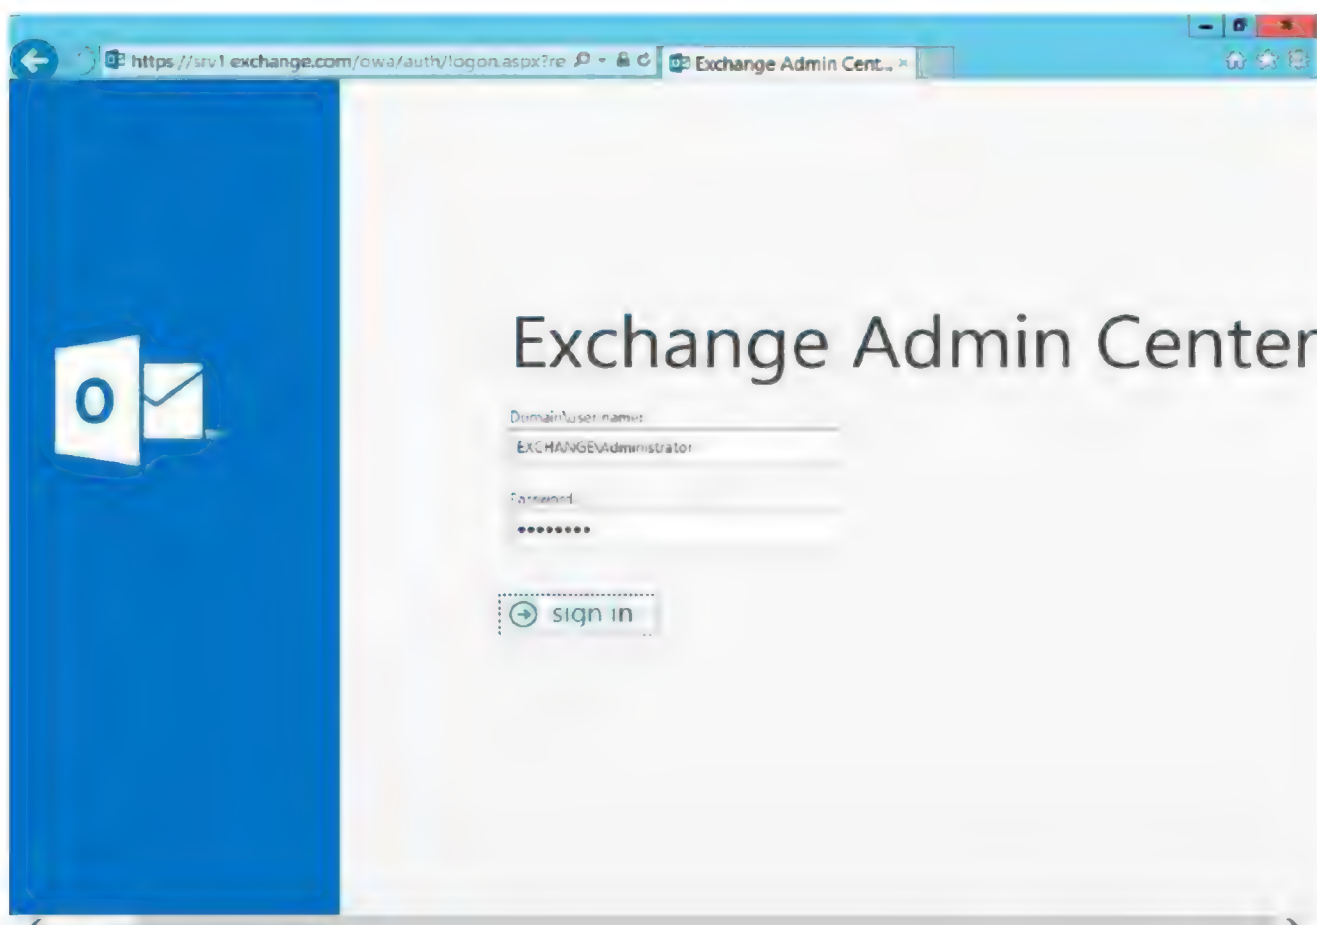 https://srv1.exchange.com/owa/auth/logon.aspx?re
Exchange Admin Cent...
Exchange Admin Center
Domain\user name:
EXCHANGE\Administrator
Password:
sign in